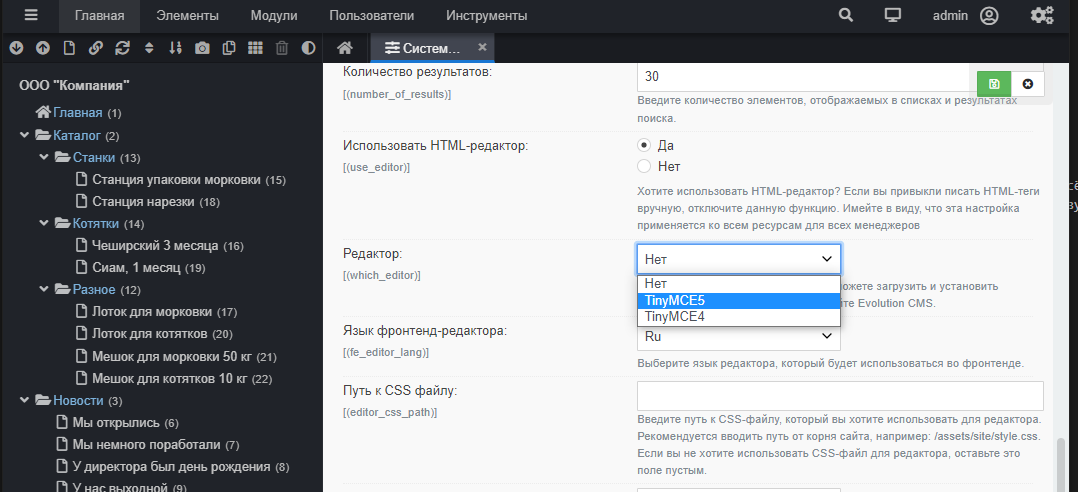 Главная Элементы Модули Пользователи Инструменты admin
Систем...
ООО "Компания"
Главная (1)
Каталог (2)
Станки (13)
Станция упаковки морковки (15)
Станция нарезки (18)
Котятки (14)
Чеширский 3 месяца (16)
Сиам, 1 месяц (19)
Разное (12)
Лоток для морковки (17)
Лоток для котятков (20)
Мешок для морковки 50 кг (21)
Мешок для котятков 10 кг (22)
Новости (3)
Мы открылись (6)
Мы немного поработали (7)
У директора был день рождения (8)
У нас выходной (9)
Количество результатов:
[(number_of_results)]
30
Введите количество элементов, отображаемых в списках и результатах
поиска.
Использовать HTML-редактор:
[(use_editor)]
Да
Нет
Хотите использовать HTML-редактор? Если вы привыкли писать HTML-теги
вручную, отключите данную функцию. Имейте в виду, что эта настройка
применяется ко всем ресурсам для всех менеджеров
Редактор:
[(which_editor)]
Нет
Нет
TinyMCE5
TinyMCE4
можете загрузить и установить
Evolution CMS.
Язык фронтенд-редактора:
[(fe_editor_lang)]
Ru
Выберите язык редактора, который будет использоваться во фронтенде.
Путь к CSS файлу:
[(editor_css_path)]
Введите путь к CSS-файлу, который вы хотите использовать для редактора.
Рекомендуется вводить путь от корня сайта, например: /assets/site/style.css.
Если вы не хотите использовать CSS-файл для редактора, оставьте это
поле пустым.